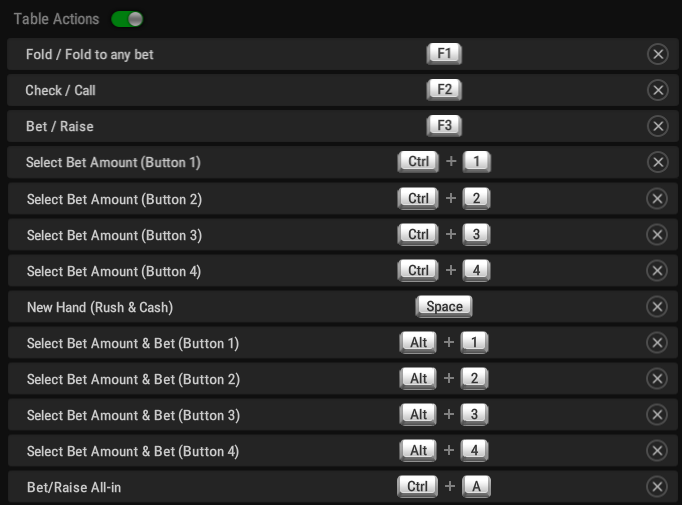 Table Actions
Fold / Fold to any bet F1
Check / Call F2
Bet / Raise F3
Select Bet Amount (Button 1) Ctrl + 1
Select Bet Amount (Button 2) Ctrl + 2
Select Bet Amount (Button 3) Ctrl + 3
Select Bet Amount (Button 4) Ctrl + 4
New Hand (Rush & Cash) Space
Select Bet Amount & Bet (Button 1) Alt + 1
Select Bet Amount & Bet (Button 2) Alt + 2
Select Bet Amount & Bet (Button 3) Alt + 3
Select Bet Amount & Bet (Button 4) Alt + 4
Bet/Raise All-in Ctrl + A